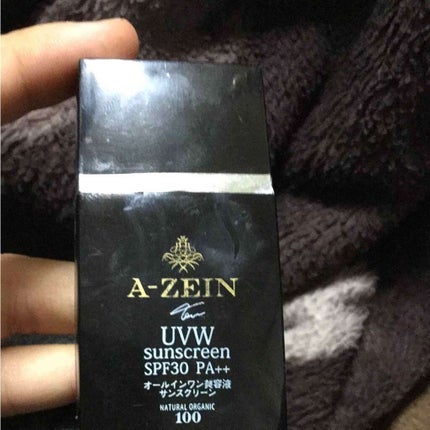 A-ZEIN
UVW
sunscreen
SPF30 PA++
オールインワン美容液
サンスクリーン
NATURAL ORGANIC
100